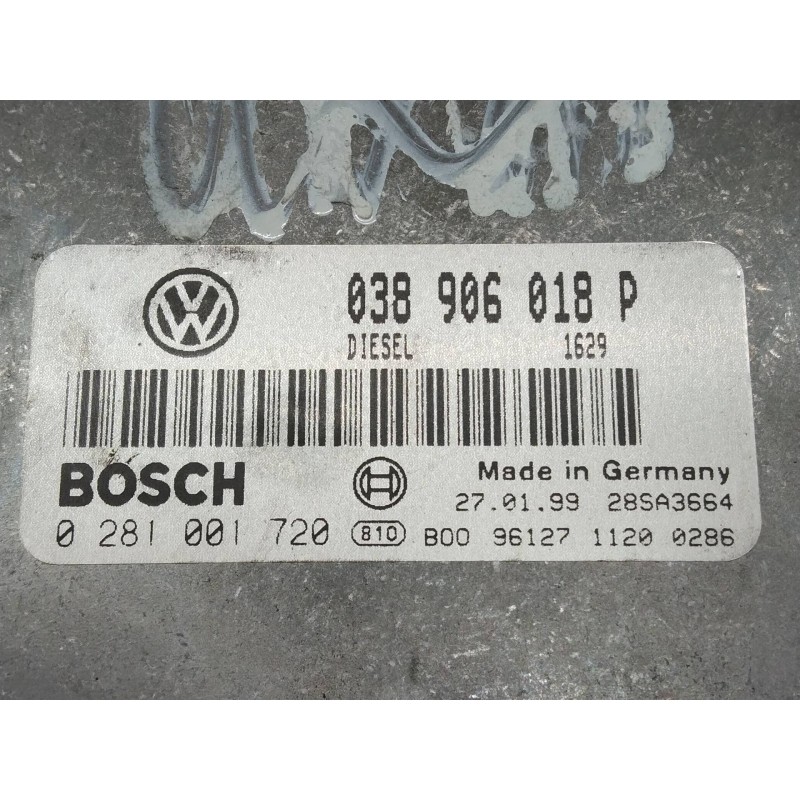 038 906 018 P
DIESEL 1629
BOSCH
Made in Germany
27.01.99 28SA3664
0 281 001 720 810 B00 96127 1120 0286